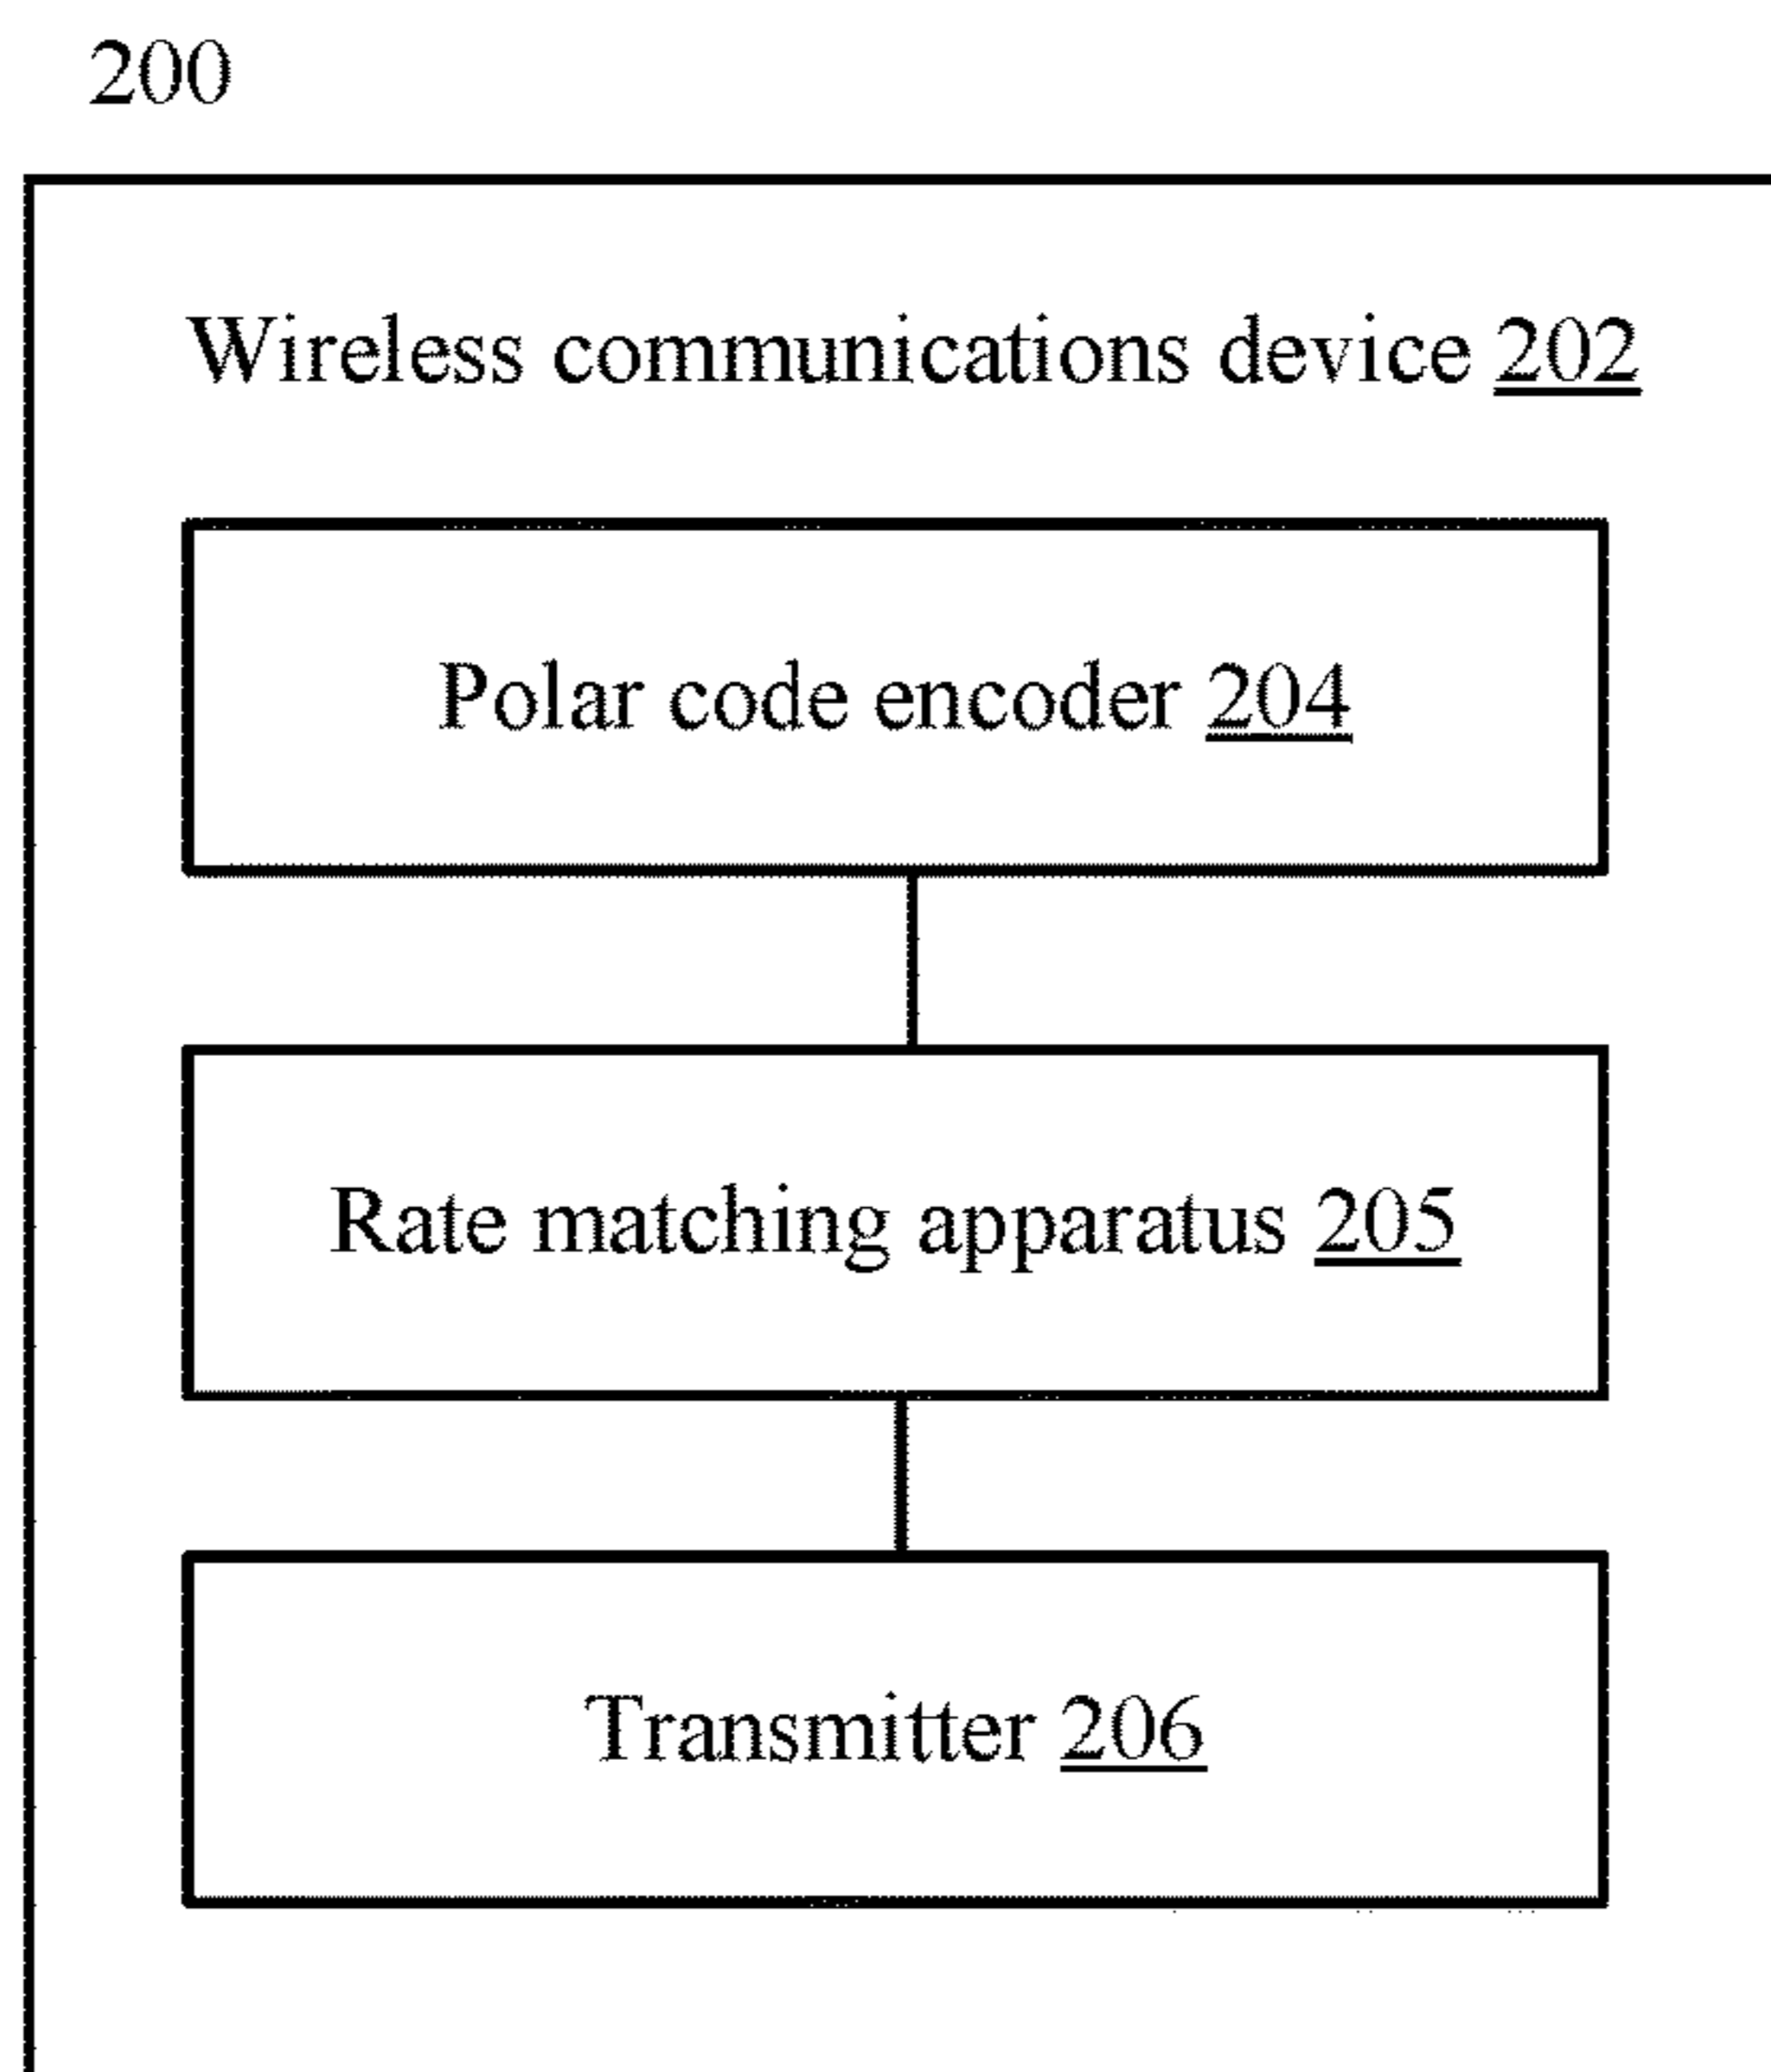 200
Wireless communications device 202
Polar code encoder 204
Rate matching apparatus 205
Transmitter 206